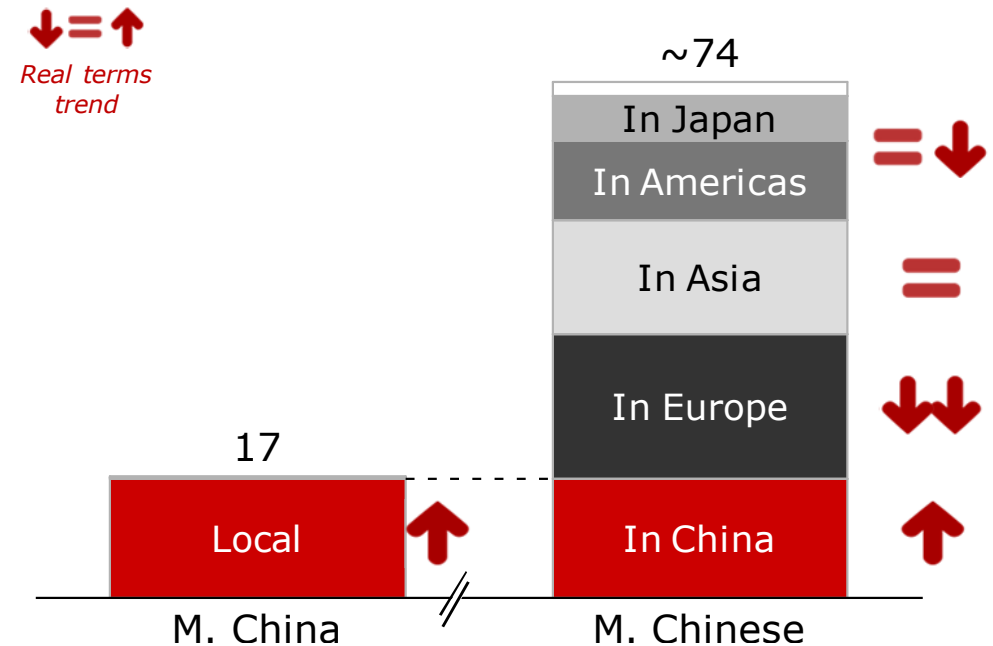 Real terms
trend
~74
In Japan
In Americas
In Asia
In Europe
17
Local
In China
M. China
M. Chinese